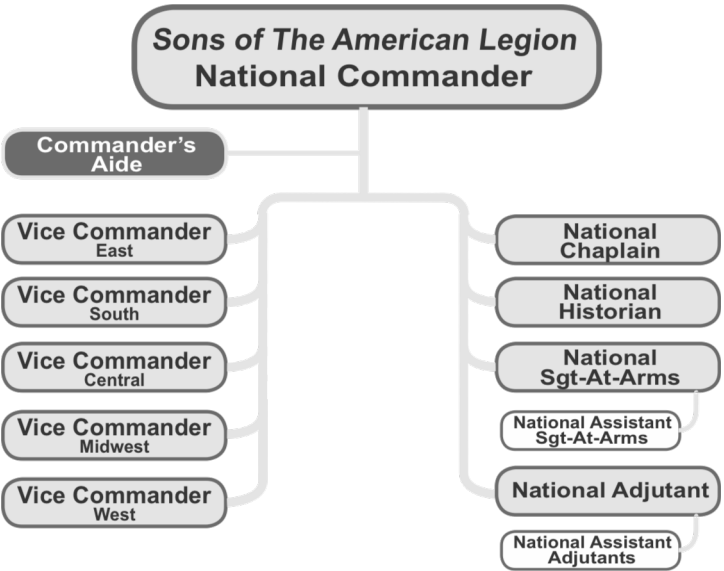 Sons of The American Legion
National Commander
Commander's
Aide
Vice Commander
East
Vice Commander
South
Vice Commander
Central
Vice Commander
Midwest
Vice Commander
West
National
Chaplain
National
Historian
National
Sgt-At-Arms
National Assistant
Sgt-At-Arms
National Adjutant
National Assistant
Adjutants